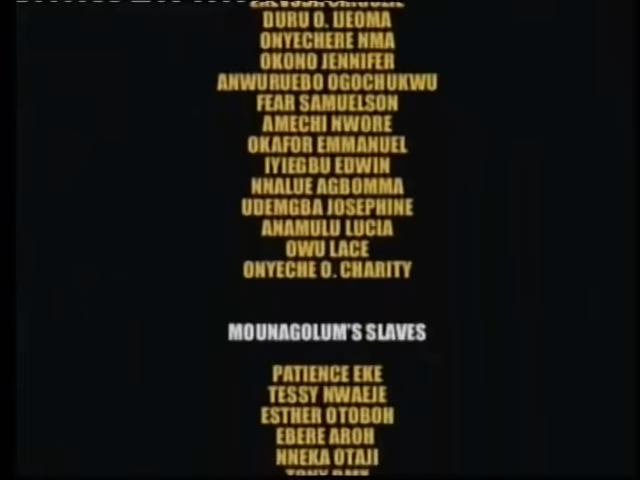 DURU O. IJEOMA
ONYECHERE NMA
OKONO JENNIFER
ANWURUEBO OGOCHUKWU
FEAR SAMUELSON
AMECHI NWORE
OKAFOR EMMANUEL
IYIEGBU EDWIN
NNALUE AGBOMMA
UDEMGBA JOSEPHINE
ANAMULU LUCIA
OWU LACE
ONYECHE O. CHARITY
MOUNAGOLUM'S SLAVES
PATIENCE EKE
TESSY NWAEJE
ESTHER OTOBOH
EBERE AROH
NNEKA OTAJI